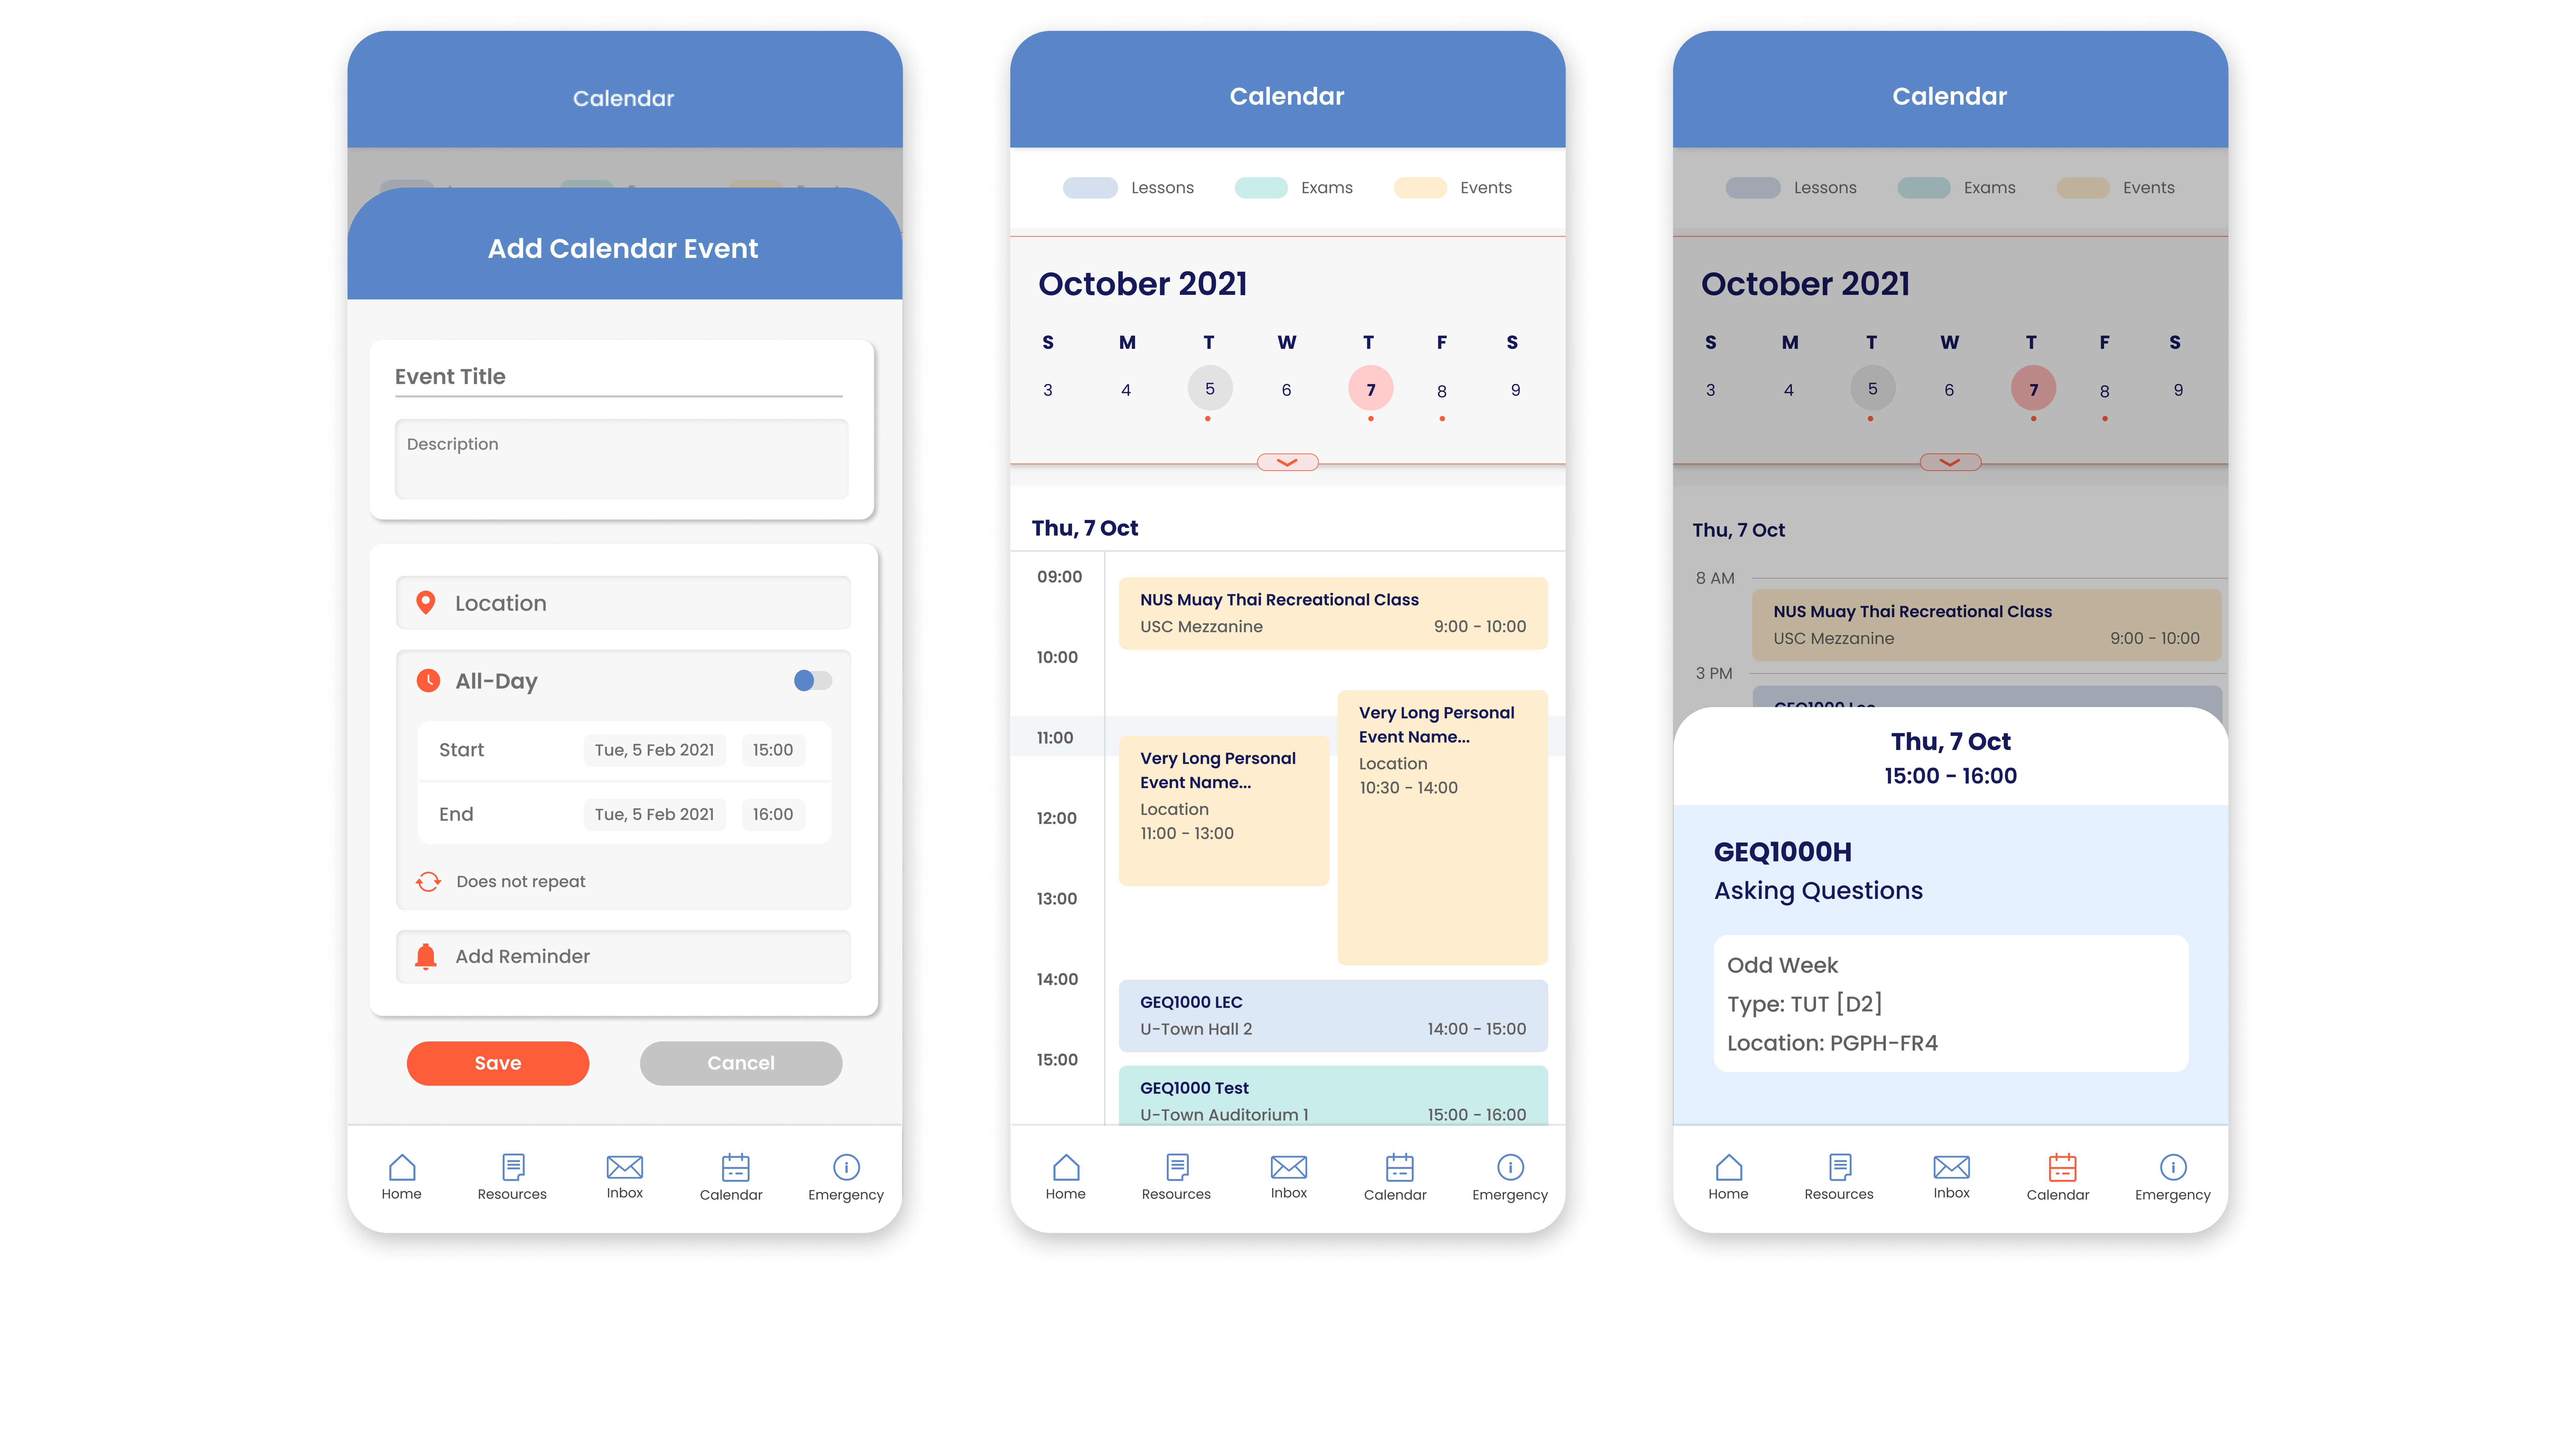 Calendar
Add Calendar Event
Event Title
Description
Location
All-Day
Start Tue, 5 Feb 2021 15:00
End Tue, 5 Feb 2021 16:00
Does not repeat
Add Reminder
Save Cancel
Home Resources Inbox Calendar Emergency
Calendar
Lessons Exams Events
October 2021
S M T W T F S
3 4 5 6 7 8 9
Thu, 7 Oct
09:00
NUS Muay Thai Recreational Class
USC Mezzanine 9:00 - 10:00
10:00
Very Long Personal
Event Name...
Location
10:30 - 14:00
11:00
Very Long Personal
Event Name...
Location
11:00 - 13:00
12:00
13:00
14:00
GEQ1000 LEC
U-Town Hall 2 14:00 - 15:00
15:00
GEQ1000 Test
U-Town Auditorium 1 15:00 - 16:00
Home Resources Inbox Calendar Emergency
Calendar
Lessons Exams Events
October 2021
S M T W T F S
3 4 5 6 7 8 9
Thu, 7 Oct
8 AM
NUS Muay Thai Recreational Class
USC Mezzanine 9:00 - 10:00
3 PM
Thu, 7 Oct
15:00 - 16:00
GEQ1000H
Asking Questions
Odd Week
Type: TUT [D2]
Location: PGPH-FR4
Home Resources Inbox Calendar Emergency